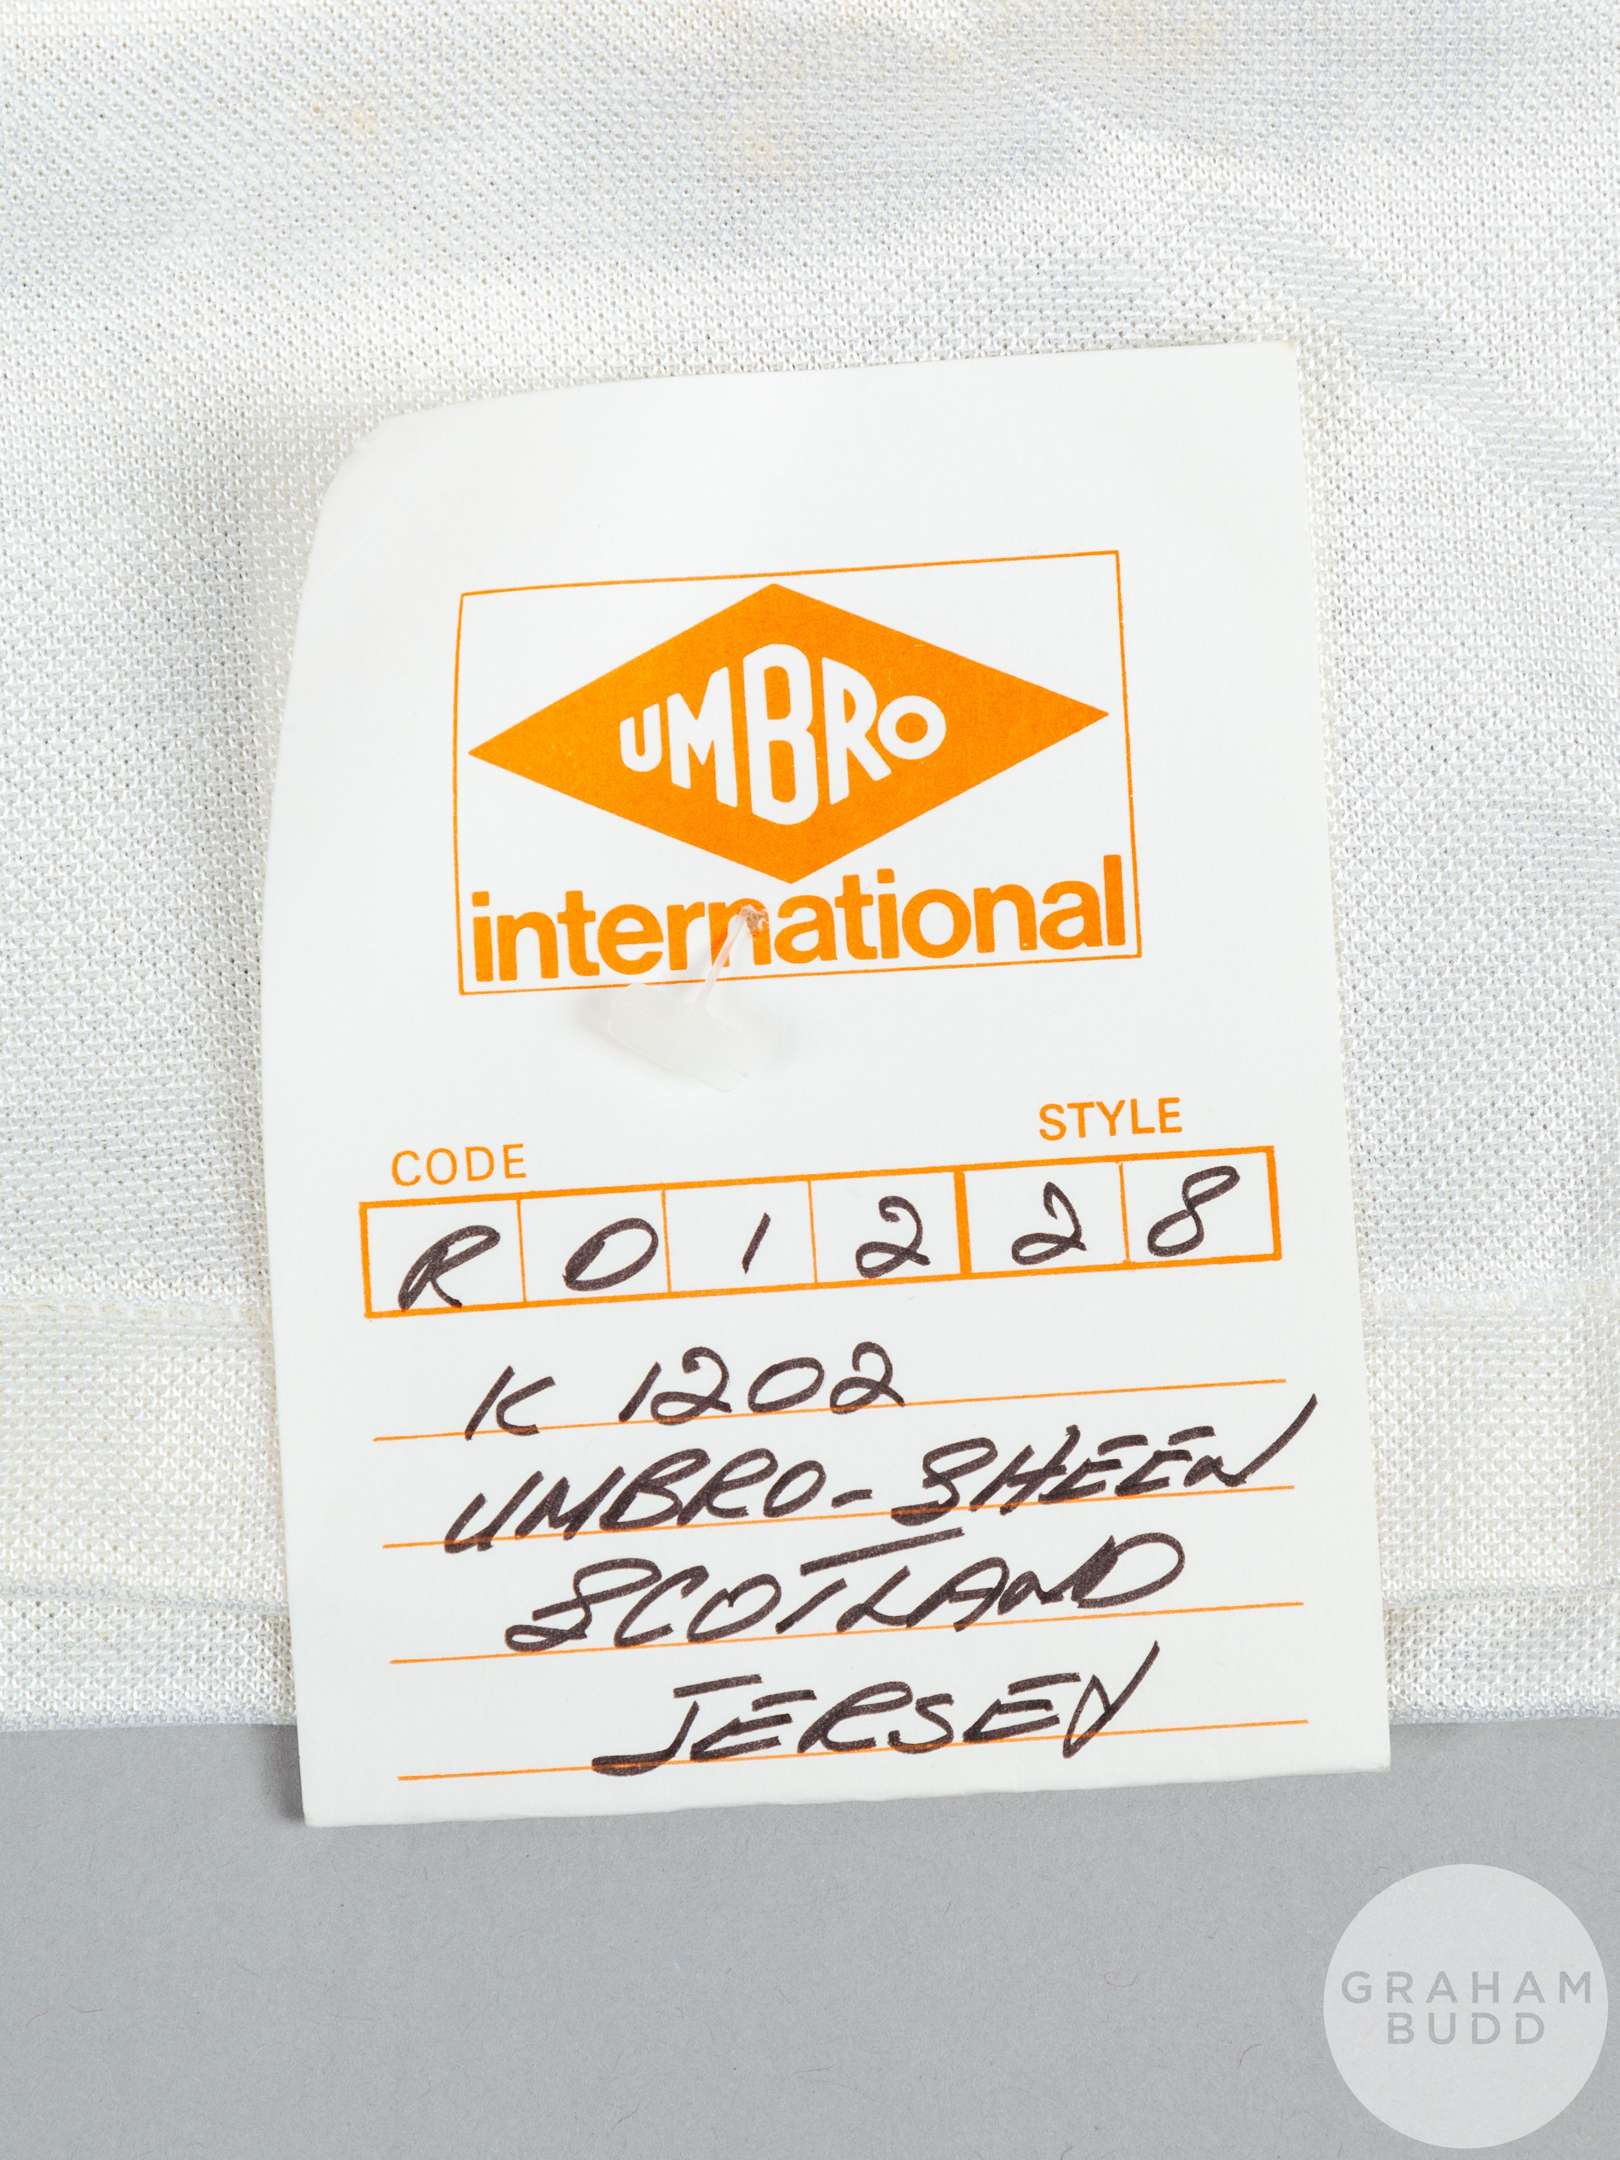 UMBRO
international
CODE STYLE
R 0 1 2 2 8
K 1202
UMBRO-SHEEN
SCOTLAND
JERSEY
GRAHAM
BUDD